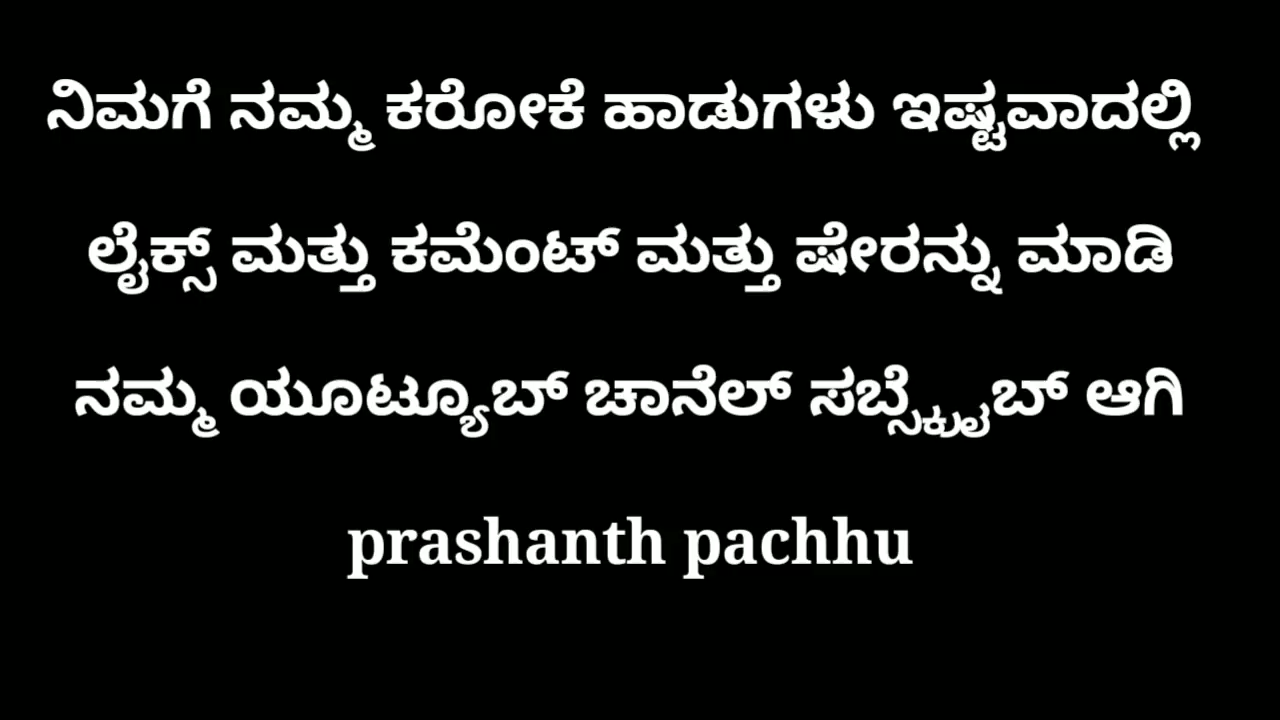 ನಿಮಗೆ ನಮ್ಮ ಕರೋಕೆ ಹಾಡುಗಳು ಇಷ್ಟವಾದಲ್ಲಿ
ಲೈಕ್ಸ್ ಮತ್ತು ಕಮೆಂಟ್ ಮತ್ತು ಷೇರನ್ನು ಮಾಡಿ
ನಮ್ಮ ಯೂಟ್ಯೂಬ್ ಚಾನೆಲ್ ಸಬ್ಸ್ಕ್ರೈಬ್ ಆಗಿ
prashanth pachhu